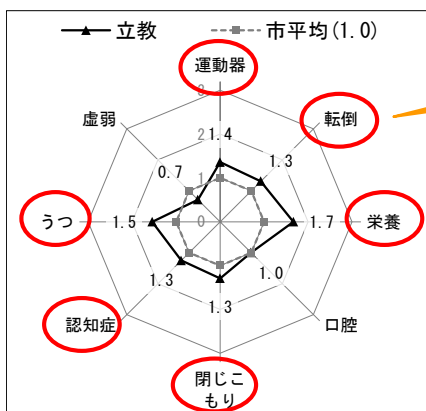 立教
市平均(1.0)
運動器
3
虚弱
転倒
2
1.4
1.3
0.7
1
うつ
1.5
0
1.7
栄養
1.3
1.0
認知症
1.3
口腔
閉じこ
もり